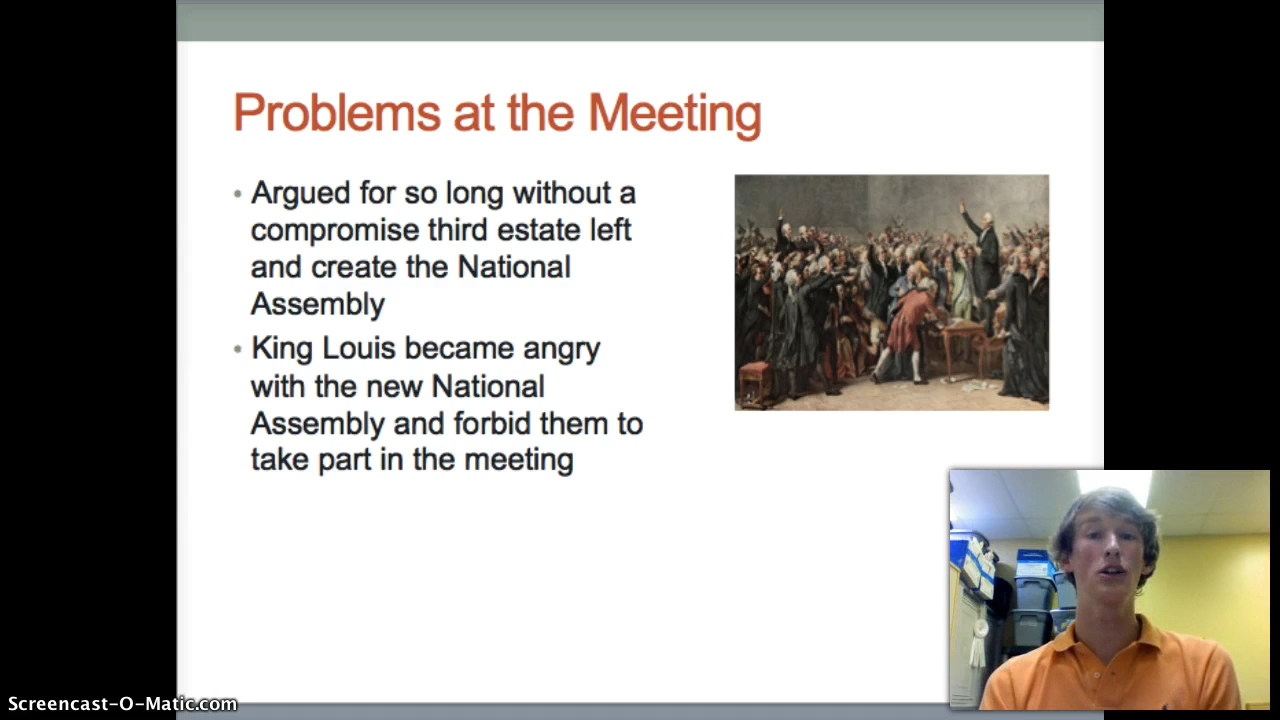 Problems at the Meeting
• Argued for so long without a
compromise third estate left
and create the National
Assembly
• King Louis became angry
with the new National
Assembly and forbid them to
take part in the meeting
Screencast-O-Matic.com